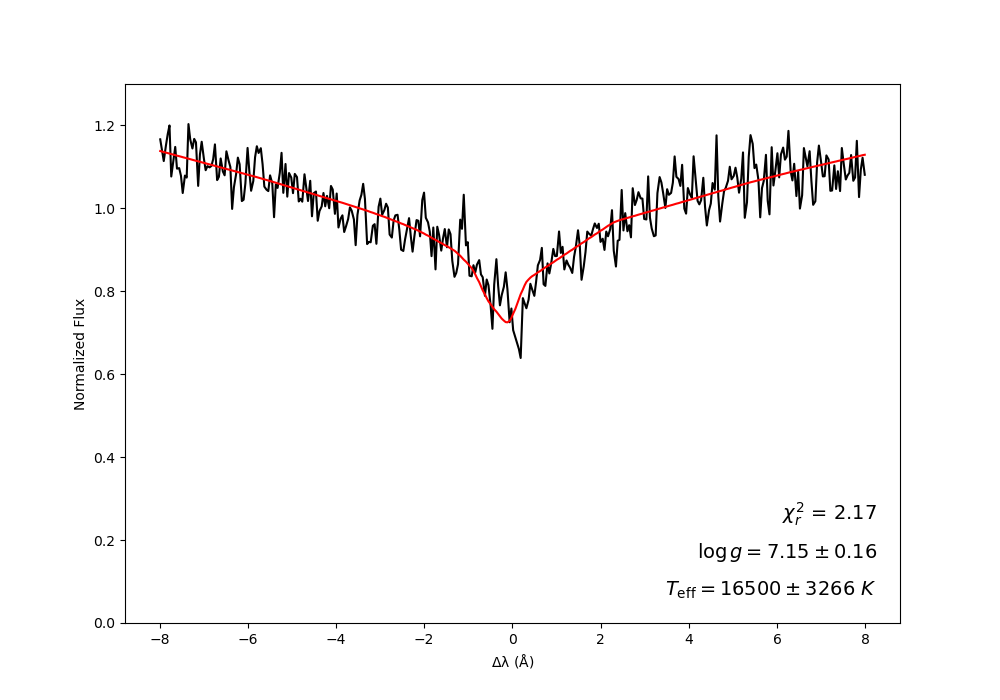 1.2
1.0
0.8
0.6
0.4
0.2
0.0
Normalized Flux
χ²ᵣ = 2.17
log g = 7.15 ± 0.16
T_eff = 16500 ± 3266 K
−8 −6 −4 −2 0 2 4 6 8
Δλ (Å)